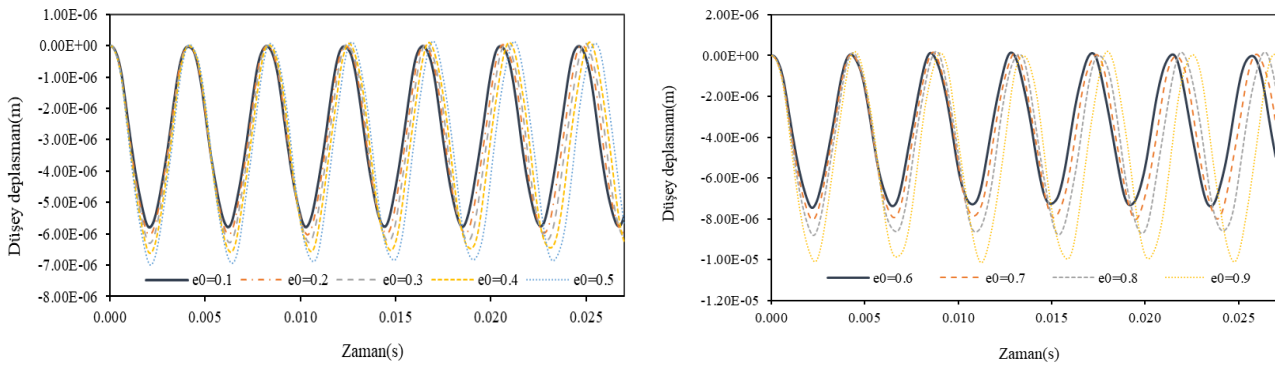 1.00E-06
0.00E+00
-1.00E-06
-2.00E-06
-3.00E-06
-4.00E-06
-5.00E-06
-6.00E-06
-7.00E-06
-8.00E-06
Düşey deplasman(m)
e0=0.1 e0=0.2 e0=0.3 e0=0.4 e0=0.5
0.000 0.005 0.010 0.015 0.020 0.025
Zaman(s)
2.00E-06
0.00E+00
-2.00E-06
-4.00E-06
-6.00E-06
-8.00E-06
-1.00E-05
-1.20E-05
Düşey deplasman(m)
e0=0.6 e0=0.7 e0=0.8 e0=0.9
0.000 0.005 0.010 0.015 0.020 0.025
Zaman(s)